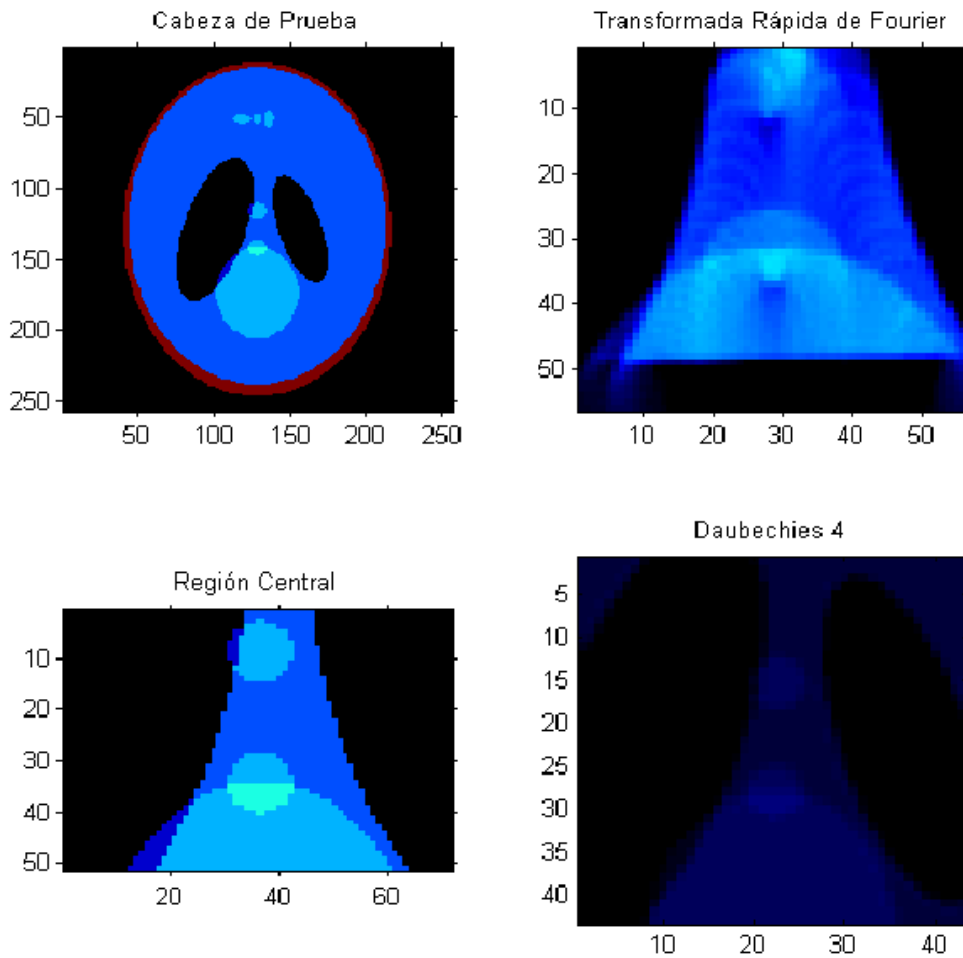 Cabeza de Prueba
50
100
150
200
250
50 100 150 200 250
Transformada Rápida de Fourier
10
20
30
40
50
10 20 30 40 50
Región Central
10
20
30
40
50
20 40 60
Daubechies 4
5
10
15
20
25
30
35
40
10 20 30 40